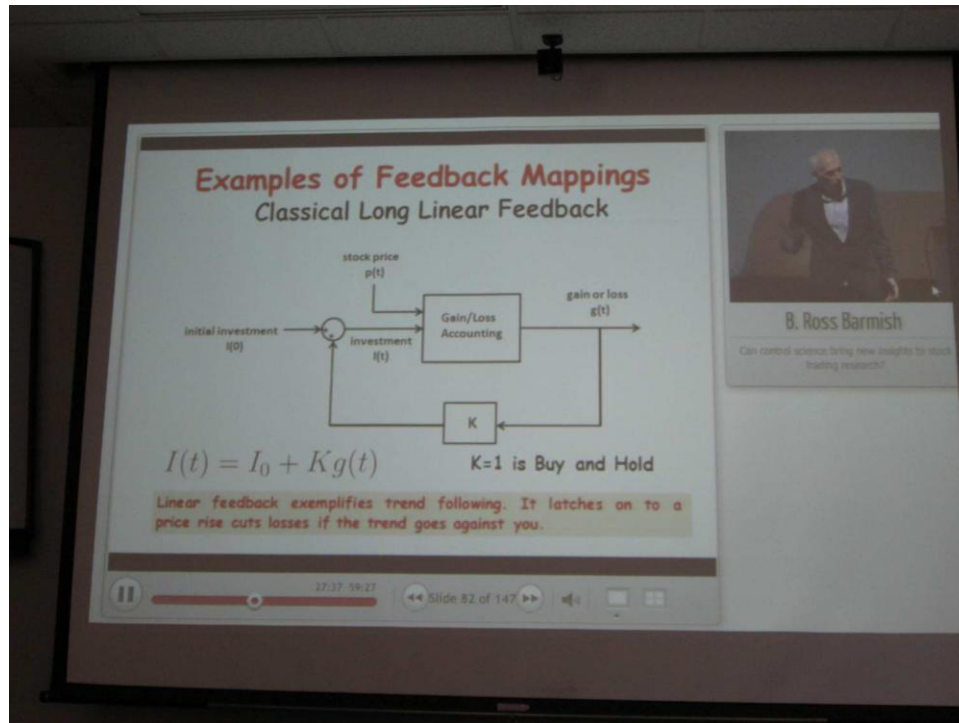 Examples of Feedback Mappings
Classical Long Linear Feedback
stock price
p(t)
gain or loss
g(t)
Gain/Loss
Accounting
initial investment
I(0)
investment
I(t)
K
I(t) = I₀ + Kg(t)
K=1 is Buy and Hold
Linear feedback exemplifies trend following. It latches on to a
price rise cuts losses if the trend goes against you.
27:37 59:27
Slide 82 of 147
B. Ross Barmish
Can control science bring new insights to stock
trading research?